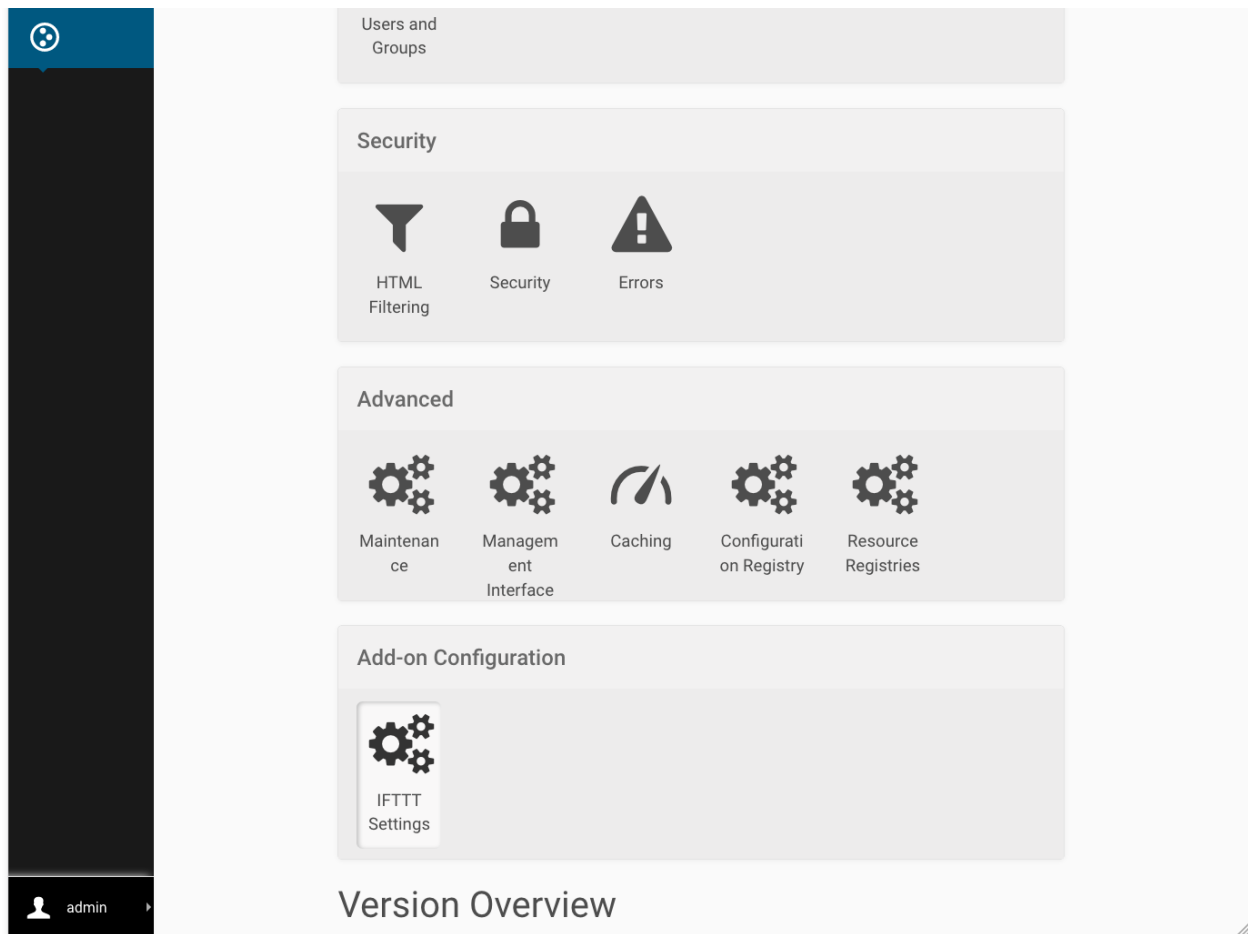 Users and
Groups
Security
HTML
Filtering
Security
Errors
Advanced
Maintenan
ce
Managem
ent
Interface
Caching
Configurati
on Registry
Resource
Registries
Add-on Configuration
IFTTT
Settings
Version Overview
admin